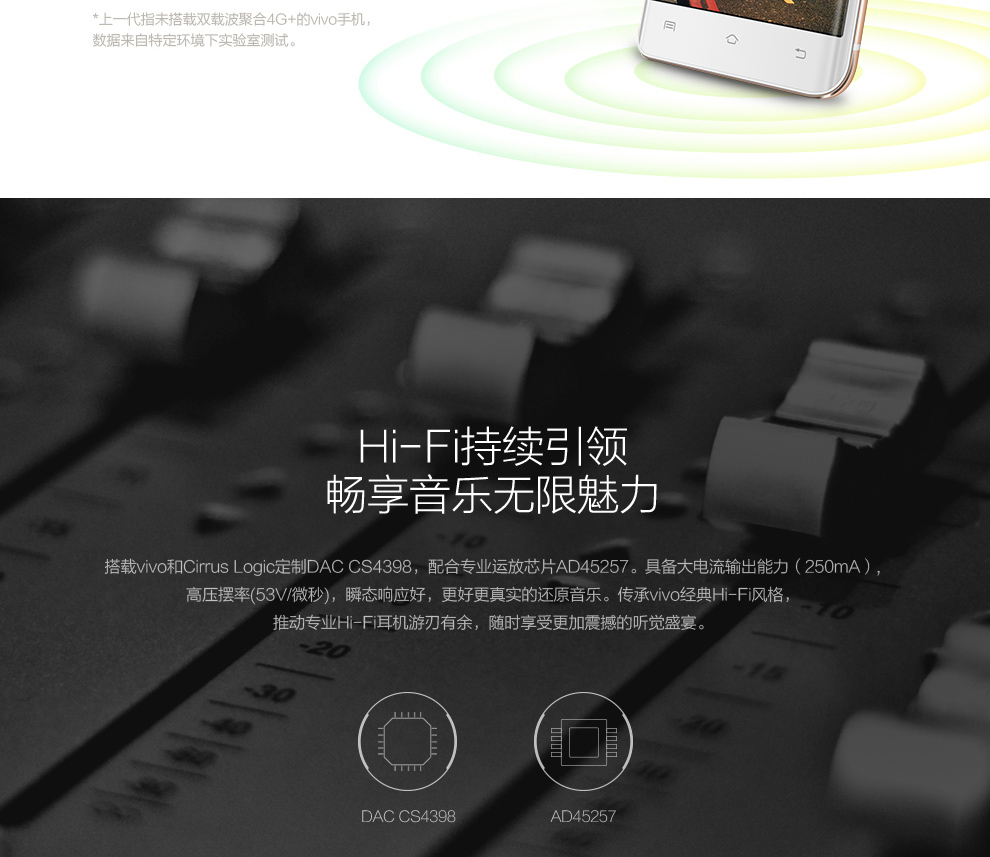 *上一代指未搭载双载波聚合4G+的vivo手机，
数据来自特定环境下实验室测试。
Hi-Fi持续引领
畅享音乐无限魅力
搭载vivo和Cirrus Logic定制DAC CS4398，配合专业运放芯片AD45257。具备大电流输出能力（250mA），
高压摆率(53V/微秒)，瞬态响应好，更好更真实的还原音乐。传承vivo经典Hi-Fi风格，
推动专业Hi-Fi耳机游刃有余，随时享受更加震撼的听觉盛宴。
-10
-10
-20
-15
-30
-20
-40
40
DAC CS4398
AD45257